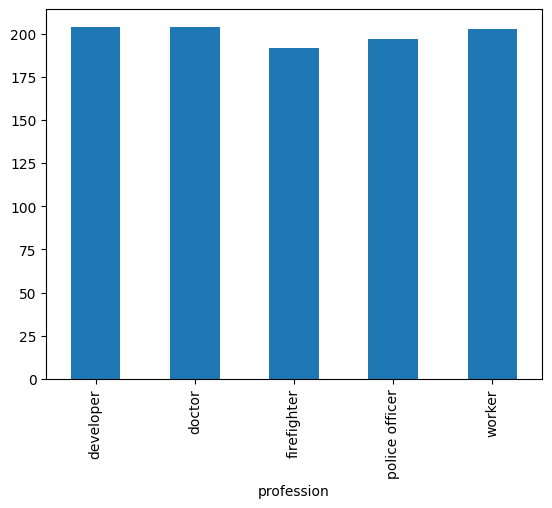 200
175
150
125
100
75
50
25
0
developer
doctor
firefighter
police officer
worker
profession